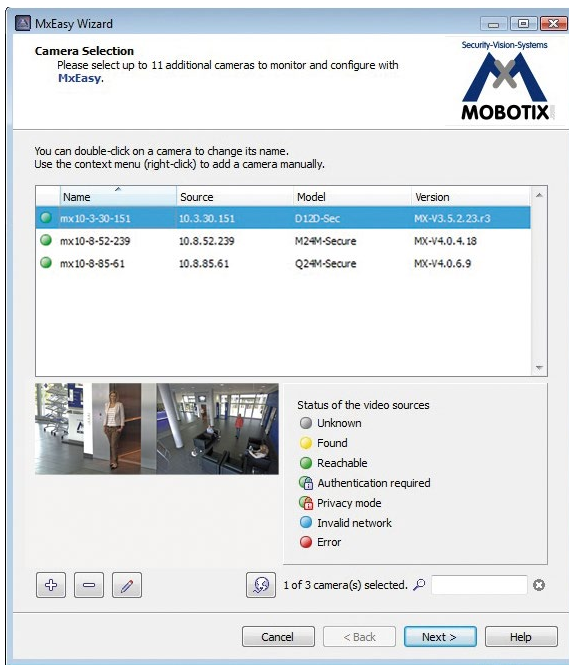 MxEasy Wizard
Camera Selection
Please select up to 11 additional cameras to monitor and configure with
MxEasy.
Security-Vision-Systems
MOBOTIX
You can double-click on a camera to change its name.
Use the context menu (right-click) to add a camera manually.
Name Source Model Version
mx10-3-30-151 10.3.30.151 D12D-Sec MX-V3.5.2.23.r3
mx10-8-52-239 10.8.52.239 M24M-Secure MX-V4.0.4.18
mx10-8-85-61 10.8.85.61 Q24M-Secure MX-V4.0.6.9
Status of the video sources
Unknown
Found
Reachable
Authentication required
Privacy mode
Invalid network
Error
1 of 3 camera(s) selected.
Cancel < Back Next > Help